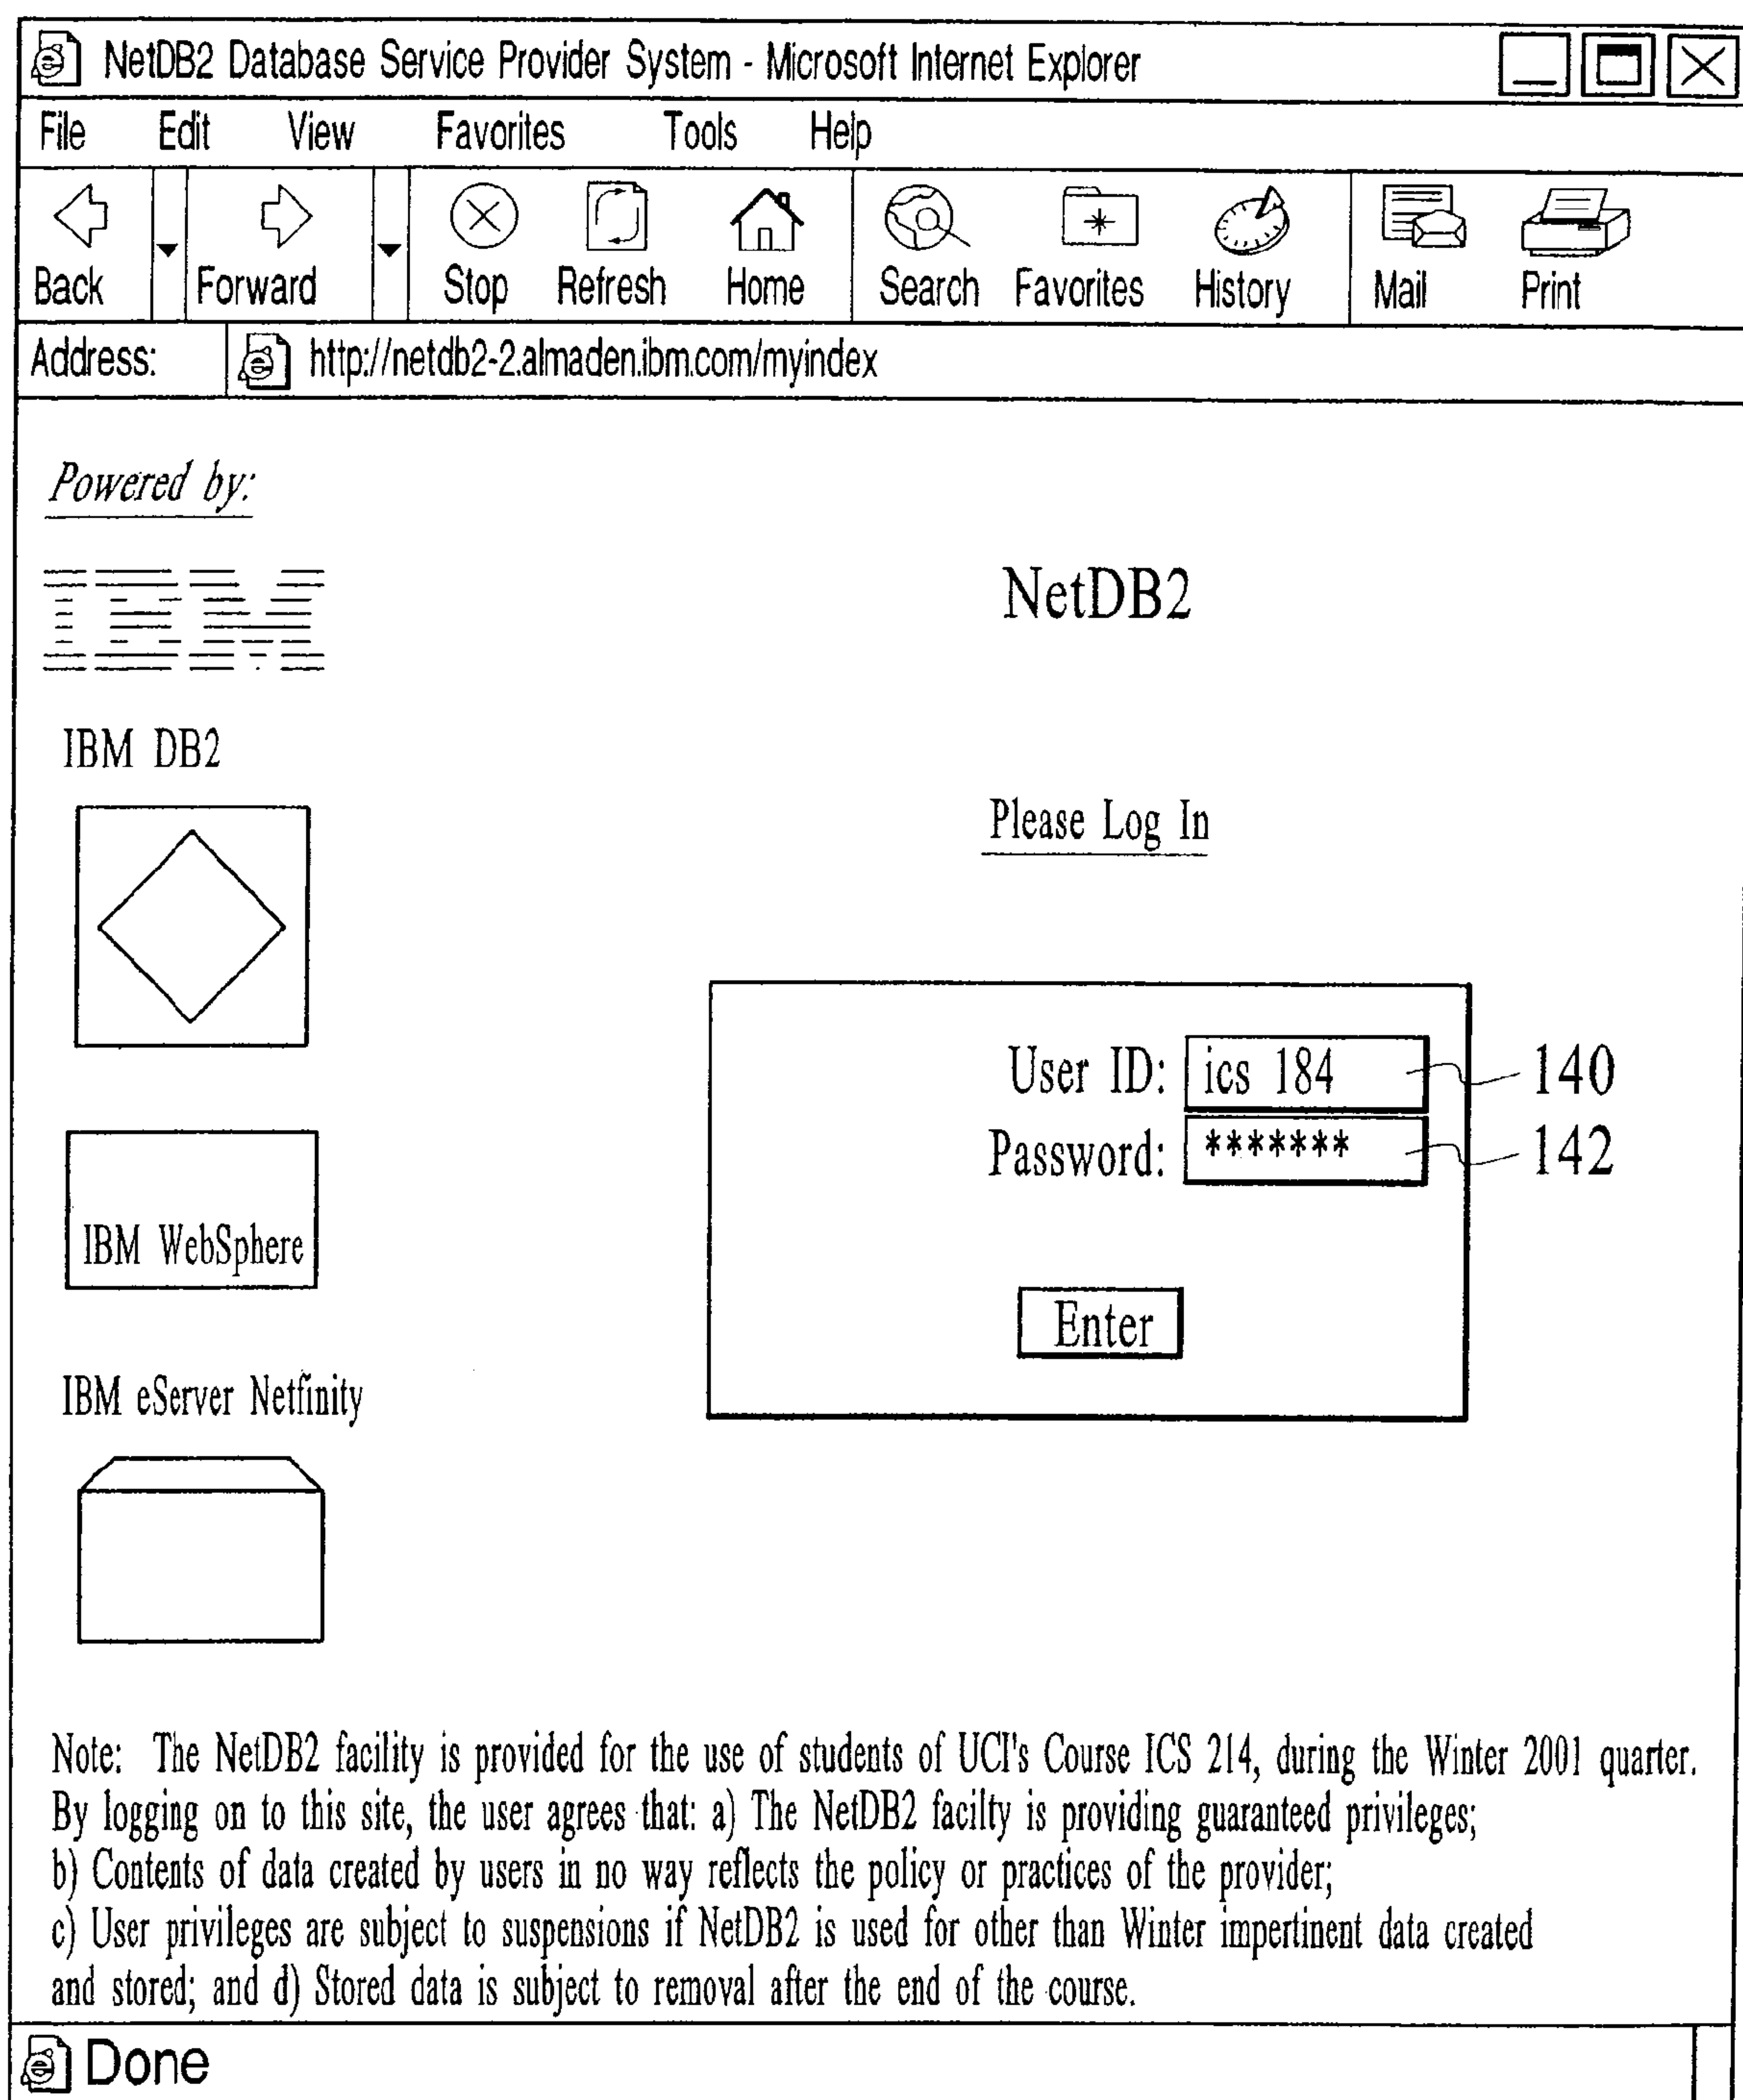 NetDB2 Database Service Provider System - Microsoft Internet Explorer
File Edit View Favorites Tools Help
Back Forward Stop Refresh Home Search Favorites History Mail Print
Address: http://netdb2-2.almaden.ibm.com/myindex
Powered by:
IBM
NetDB2
IBM DB2
Please Log In
User ID: ics 184 140
Password: ******* 142
IBM WebSphere
Enter
IBM eServer Netfinity
Note: The NetDB2 facility is provided for the use of students of UCI's Course ICS 214, during the Winter 2001 quarter.
By logging on to this site, the user agrees that: a) The NetDB2 facilty is providing guaranteed privileges;
b) Contents of data created by users in no way reflects the policy or practices of the provider;
c) User privileges are subject to suspensions if NetDB2 is used for other than Winter impertinent data created
and stored; and d) Stored data is subject to removal after the end of the course.
Done